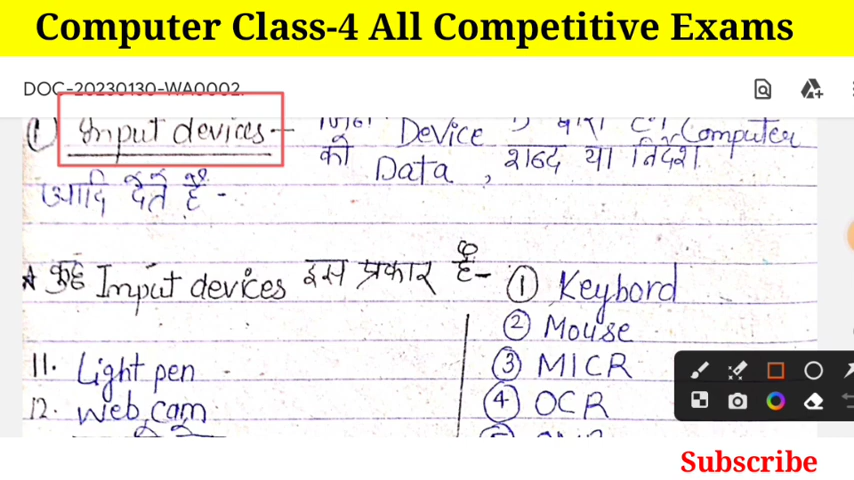 Computer Class-4 All Competitive Exams
DOC-20230130-WA0002.
① Input devices - Device Computer
को Data, शब्द या निर्देश
आदि देते हैं -
★ कुछ Input devices इस प्रकार हैं - ① Keybord
② Mouse
11. Light pen ③ MICR
12. Web cam ④ OCR
Subscribe